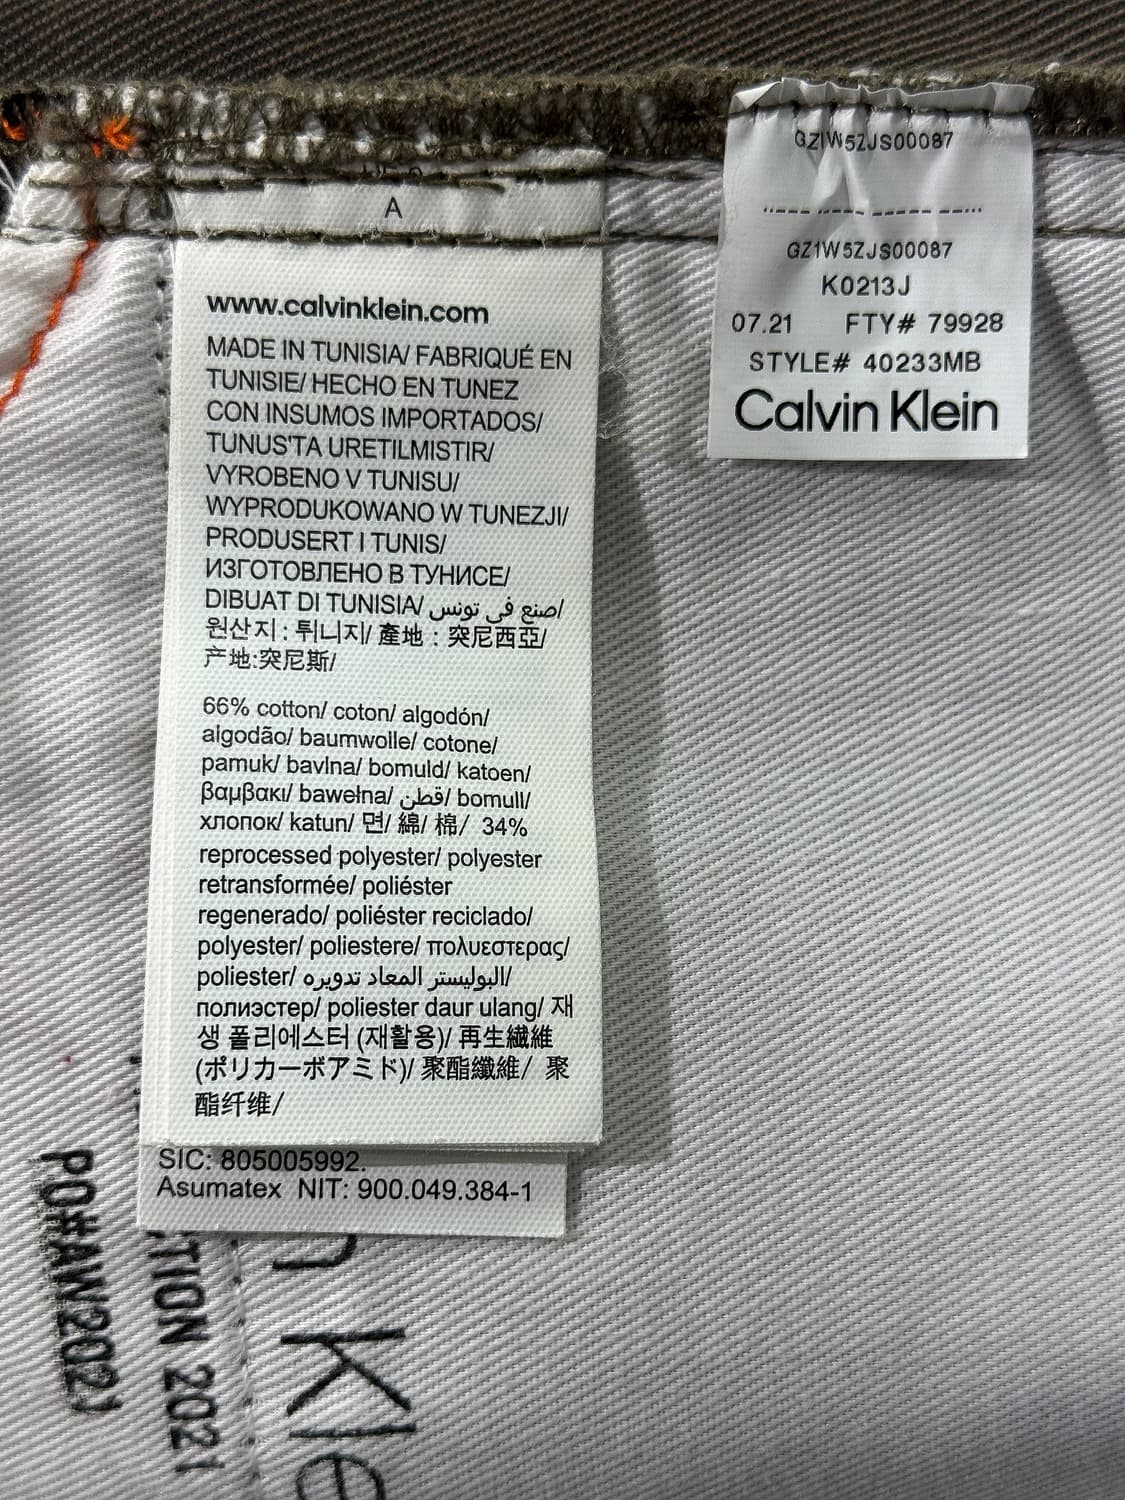 A
www.calvinklein.com
MADE IN TUNISIA/ FABRIQUÉ EN
TUNISIE/ HECHO EN TUNEZ
CON INSUMOS IMPORTADOS/
TUNUS'TA URETILMISTIR/
VYROBENO V TUNISU/
WYPRODUKOWANO W TUNEZJI/
PRODUSERT I TUNIS/
ИЗГОТОВЛЕНО В ТУНИСЕ/
DIBUAT DI TUNISIA/ صنع في تونس/
원산지 : 튀니지/ 產地 : 突尼西亞/
产地:突尼斯/
66% cotton/ coton/ algodón/
algodão/ baumwolle/ cotone/
pamuk/ bavlna/ bomuld/ katoen/
βαμβακι/ bawełna/ قطن/ bomull/
хлопок/ katun/ 면/ 綿/ 棉/ 34%
reprocessed polyester/ polyester
retransformée/ poliéster
regenerado/ poliéster reciclado/
polyester/ poliestere/ πολυεστερας/
poliester/ البوليستر المعاد تدويره/
полиэстер/ poliester daur ulang/ 재
생 폴리에스터 (재활용)/ 再生繊維
(ポリカーボアミド)/ 聚酯纖維/ 聚
酯纤维/
SIC: 805005992.
Asumatex NIT: 900.049.384-1
GZ1W5ZJS00087
GZ1W5ZJS00087
K0213J
07.21 FTY# 79928
STYLE# 40233MB
Calvin Klein
PO#AW2021
TION 2021
n Kle